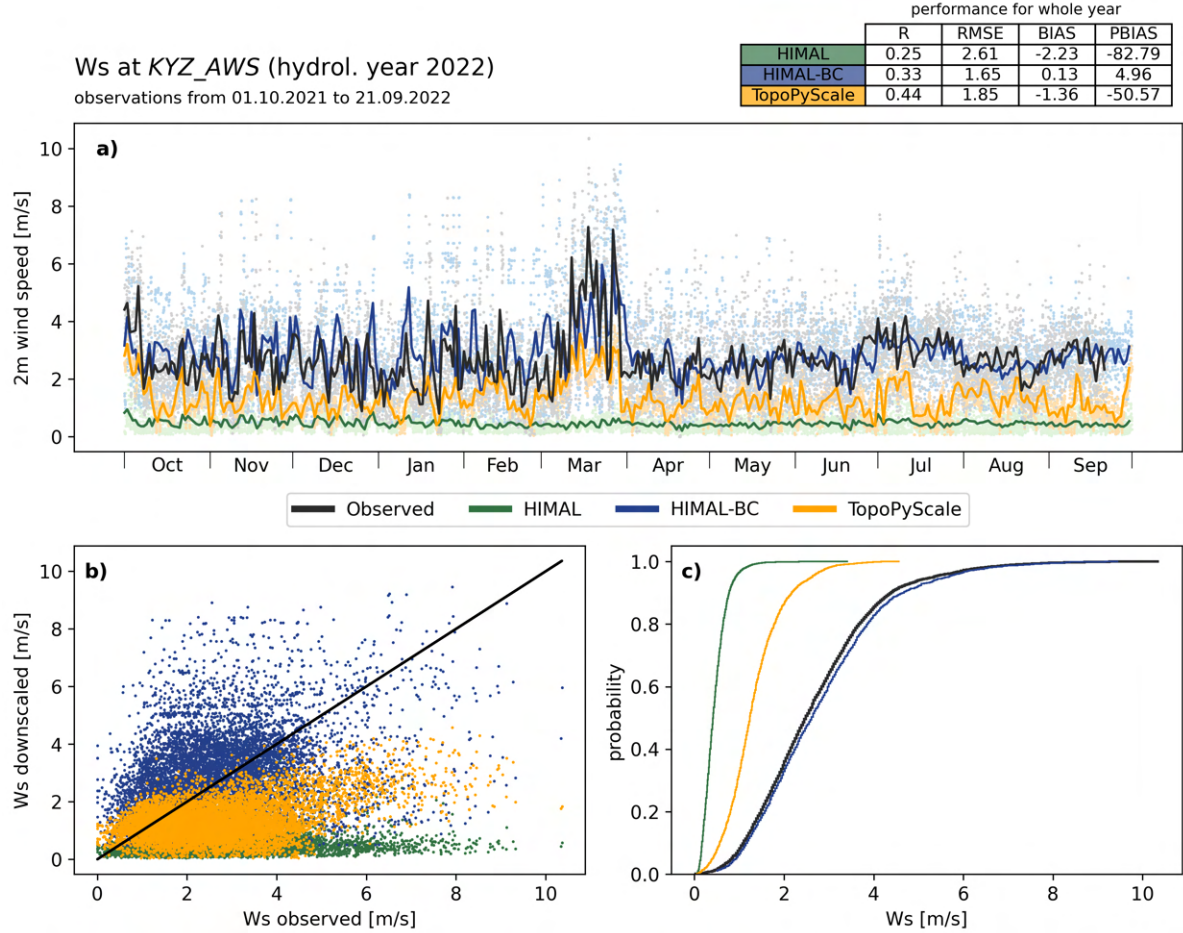 performance for whole year
R RMSE BIAS PBIAS
HIMAL 0.25 2.61 -2.23 -82.79
HIMAL-BC 0.33 1.65 0.13 4.96
TopoPyScale 0.44 1.85 -1.36 -50.57
Ws at KYZ_AWS (hydrol. year 2022)
observations from 01.10.2021 to 21.09.2022
a)
2m wind speed [m/s]
10
8
6
4
2
0
Oct Nov Dec Jan Feb Mar Apr May Jun Jul Aug Sep
Observed HIMAL HIMAL-BC TopoPyScale
b)
Ws downscaled [m/s]
10
8
6
4
2
0
0 2 4 6 8 10
Ws observed [m/s]
c)
probability
1.0
0.8
0.6
0.4
0.2
0.0
0 2 4 6 8 10
Ws [m/s]